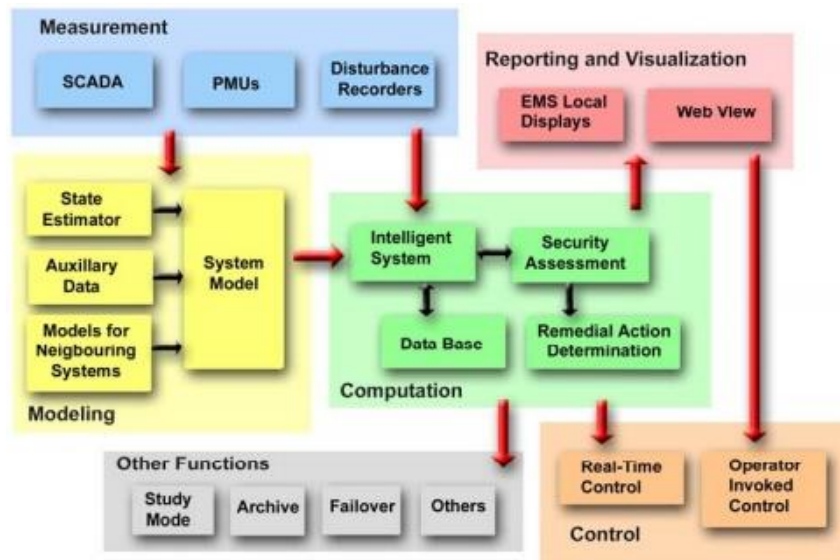 Measurement
SCADA
PMUs
Disturbance
Recorders
Reporting and Visualization
EMS Local
Displays
Web View
State
Estimator
Auxillary
Data
Models for
Neigbouring
Systems
System
Model
Modeling
Intelligent
System
Security
Assessment
Data Base
Remedial Action
Determination
Computation
Other Functions
Study
Mode
Archive
Failover
Others
Real-Time
Control
Operator
Invoked
Control
Control